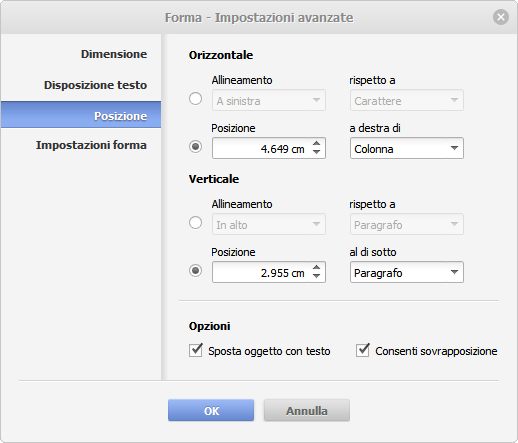 Forma - Impostazioni avanzate
Dimensione
Disposizione testo
Posizione
Impostazioni forma
Orizzontale
Allineamento rispetto a
A sinistra Carattere
Posizione a destra di
4.649 cm Colonna
Verticale
Allineamento rispetto a
In alto Paragrafo
Posizione al di sotto
2.955 cm Paragrafo
Opzioni
Sposta oggetto con testo Consenti sovrapposizione
OK Annulla